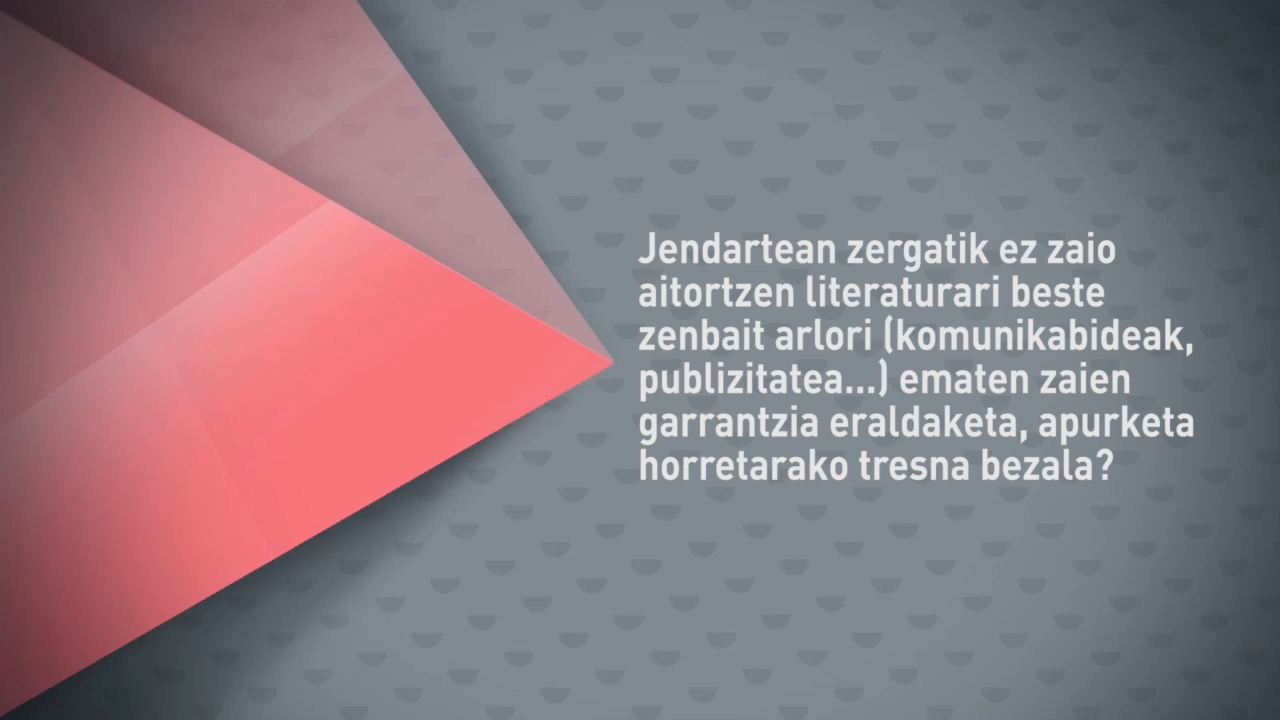 Jendartean zergatik ez zaio
aitortzen literaturari beste
zenbait arlori (komunikabideak,
publizitatea...) ematen zaien
garrantzia eraldaketa, apurketa
horretarako tresna bezala?